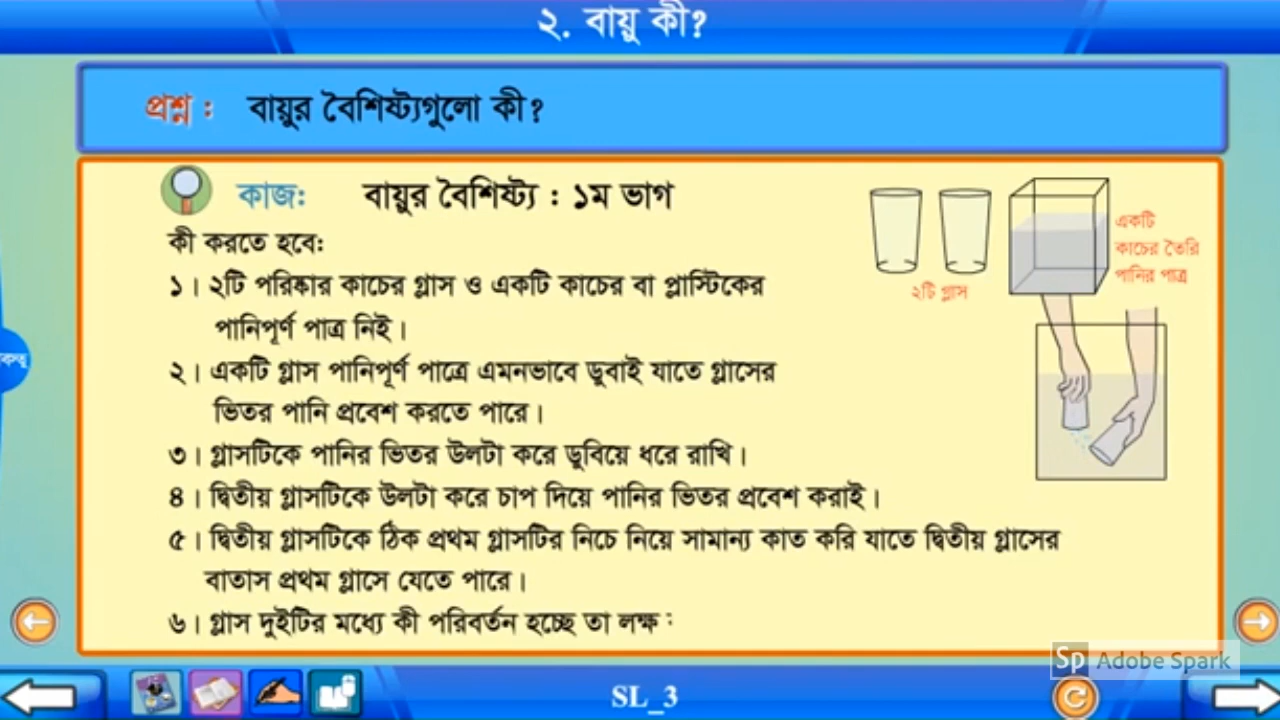 ২. বায়ু কী?
প্রশ্ন : বায়ুর বৈশিষ্ট্যগুলো কী?
কাজ: বায়ুর বৈশিষ্ট্য : ১ম ভাগ
কী করতে হবে:
১। ২টি পরিষ্কার কাচের গ্লাস ও একটি কাচের বা প্লাস্টিকের
পানিপূর্ণ পাত্র নিই।
২। একটি গ্লাস পানিপূর্ণ পাত্রে এমনভাবে ডুবাই যাতে গ্লাসের
ভিতর পানি প্রবেশ করতে পারে।
৩। গ্লাসটিকে পানির ভিতর উলটা করে ডুবিয়ে ধরে রাখি।
৪। দ্বিতীয় গ্লাসটিকে উলটা করে চাপ দিয়ে পানির ভিতর প্রবেশ করাই।
৫। দ্বিতীয় গ্লাসটিকে ঠিক প্রথম গ্লাসটির নিচে নিয়ে সামান্য কাত করি যাতে দ্বিতীয় গ্লাসের
বাতাস প্রথম গ্লাসে যেতে পারে।
৬। গ্লাস দুইটির মধ্যে কী পরিবর্তন হচ্ছে তা লক্ষ
২টি গ্লাস
একটি
কাচের তৈরি
পানির পাত্র
Sp Adobe Spark
SL_3